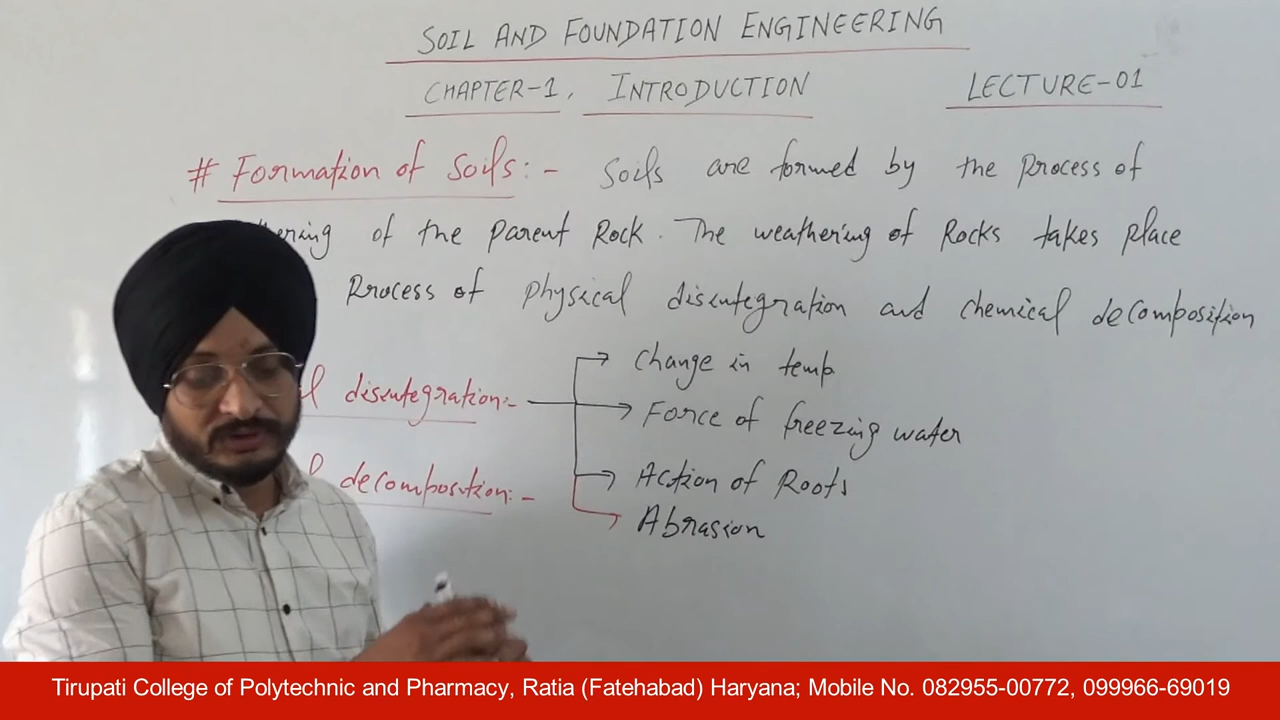 SOIL AND FOUNDATION ENGINEERING
CHAPTER-1, INTRODUCTION LECTURE-01
# Formation of Soils:- Soils are formed by the Process of
hering of the Parent Rock. The weathering of Rocks takes Place
Process of Physical disintegration and chemical decomposition
l disintegration:-
Change in temp
Force of freezing water
Action of Roots
Abrasion
l decomposition:-
Tirupati College of Polytechnic and Pharmacy, Ratia (Fatehabad) Haryana; Mobile No. 082955-00772, 099966-69019